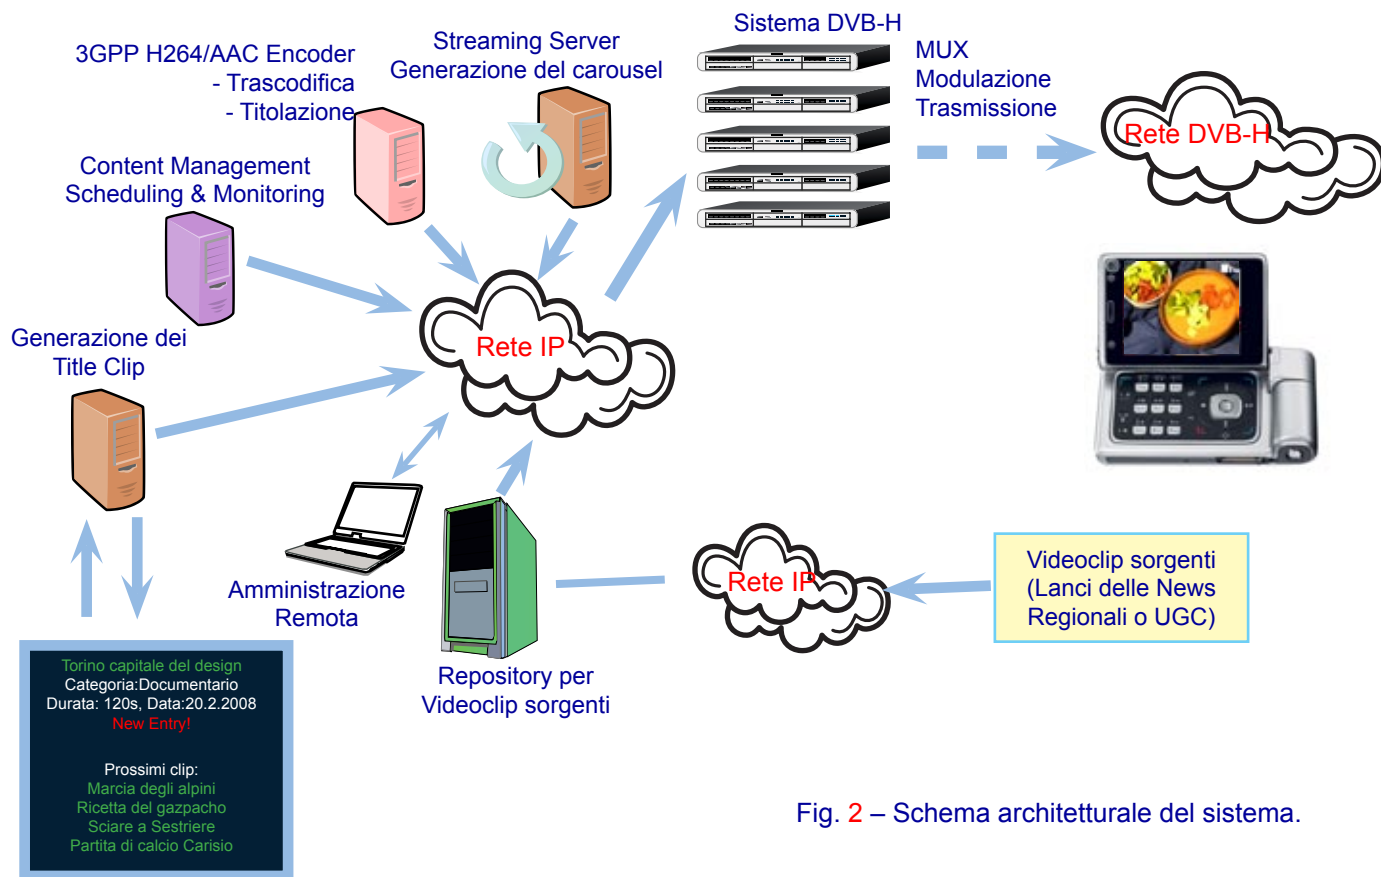 Sistema DVB-H
Streaming Server
Generazione del carousel
3GPP H264/AAC Encoder
- Trascodifica
- Titolazione
MUX
Modulazione
Trasmissione
Rete DVB-H
Content Management
Scheduling & Monitoring
Generazione dei
Title Clip
Rete IP
Amministrazione
Remota
Repository per
Videoclip sorgenti
Rete IP
Videoclip sorgenti
(Lanci delle News
Regionali o UGC)
Torino capitale del design
Categoria:Documentario
Durata: 120s, Data:20.2.2008
New Entry!
Prossimi clip:
Marcia degli alpini
Ricetta del gazpacho
Sciare a Sestriere
Partita di calcio Carisio
Fig. 2 – Schema architetturale del sistema.